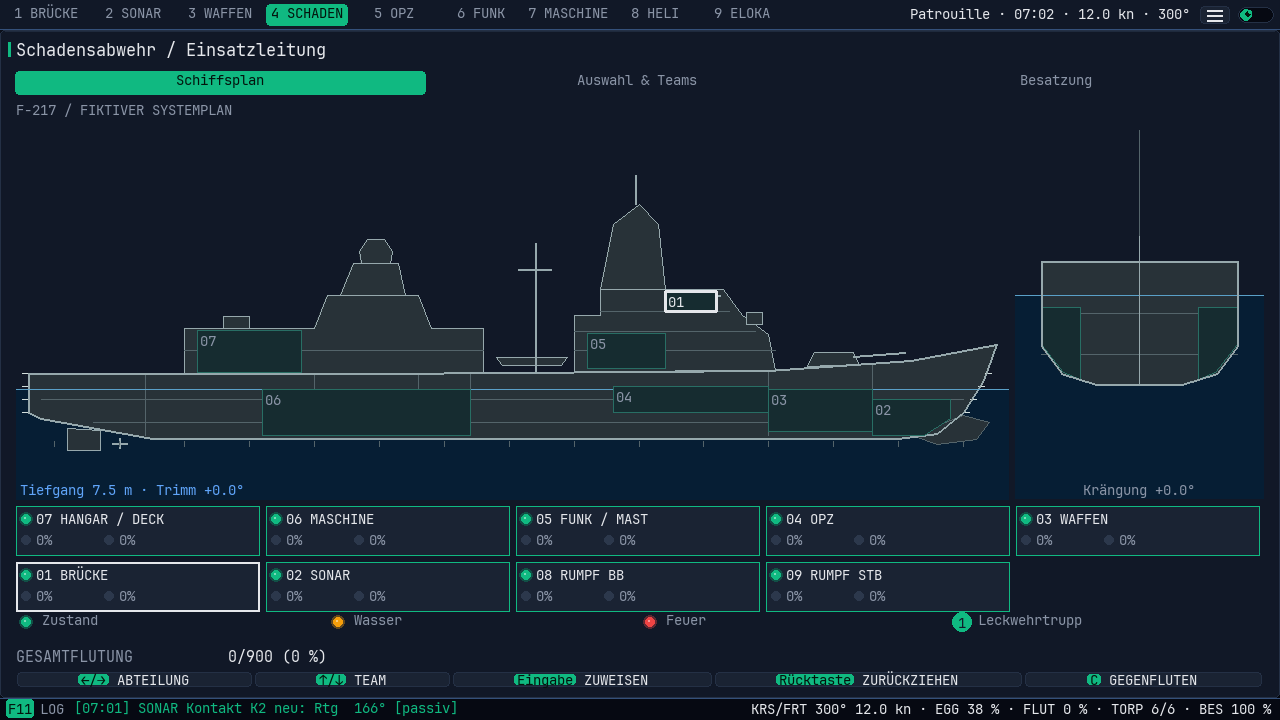 1 BRÜCKE 2 SONAR 3 WAFFEN 4 SCHADEN 5 OPZ 6 FUNK 7 MASCHINE 8 HELI 9 ELOKA Patrouille · 07:02 · 12.0 kn · 300°
Schadensabwehr / Einsatzleitung
Schiffsplan Auswahl & Teams Besatzung
F-217 / FIKTIVER SYSTEMPLAN
01
07
05
06
04
03
02
Tiefgang 7.5 m · Trimm +0.0°
Krängung +0.0°
07 HANGAR / DECK 06 MASCHINE 05 FUNK / MAST 04 OPZ 03 WAFFEN
0% 0% 0% 0% 0% 0% 0% 0% 0% 0%
01 BRÜCKE 02 SONAR 08 RUMPF BB 09 RUMPF STB
0% 0% 0% 0% 0% 0% 0% 0%
Zustand Wasser Feuer 1 Leckwehrtrupp
GESAMTFLUTUNG 0/900 (0 %)
←/→ ABTEILUNG ↑/↓ TEAM Eingabe ZUWEISEN Rücktaste ZURÜCKZIEHEN C GEGENFLUTEN
F11 LOG [07:01] SONAR Kontakt K2 neu: Rtg 166° [passiv] KRS/FRT 300° 12.0 kn · EGG 38 % · FLUT 0 % · TORP 6/6 · BES 100 %